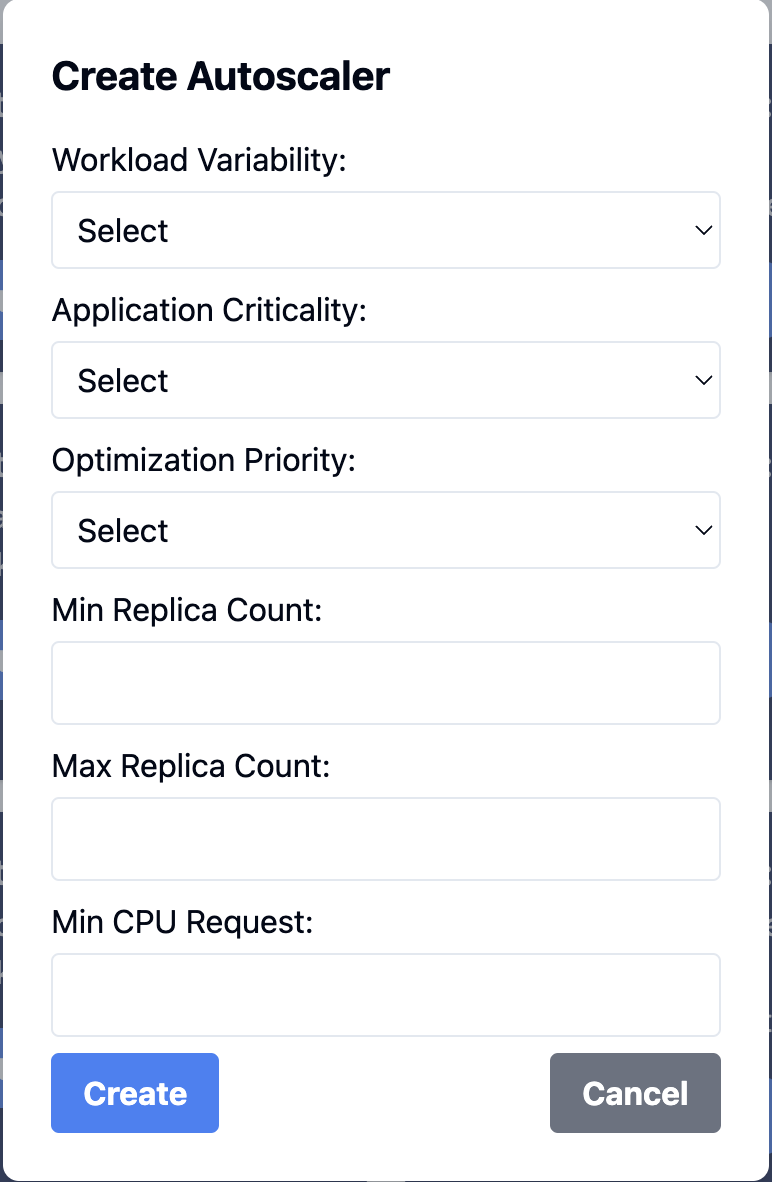 Create Autoscaler
Workload Variability:
Select
Application Criticality:
Select
Optimization Priority:
Select
Min Replica Count:
Max Replica Count:
Min CPU Request:
Create
Cancel